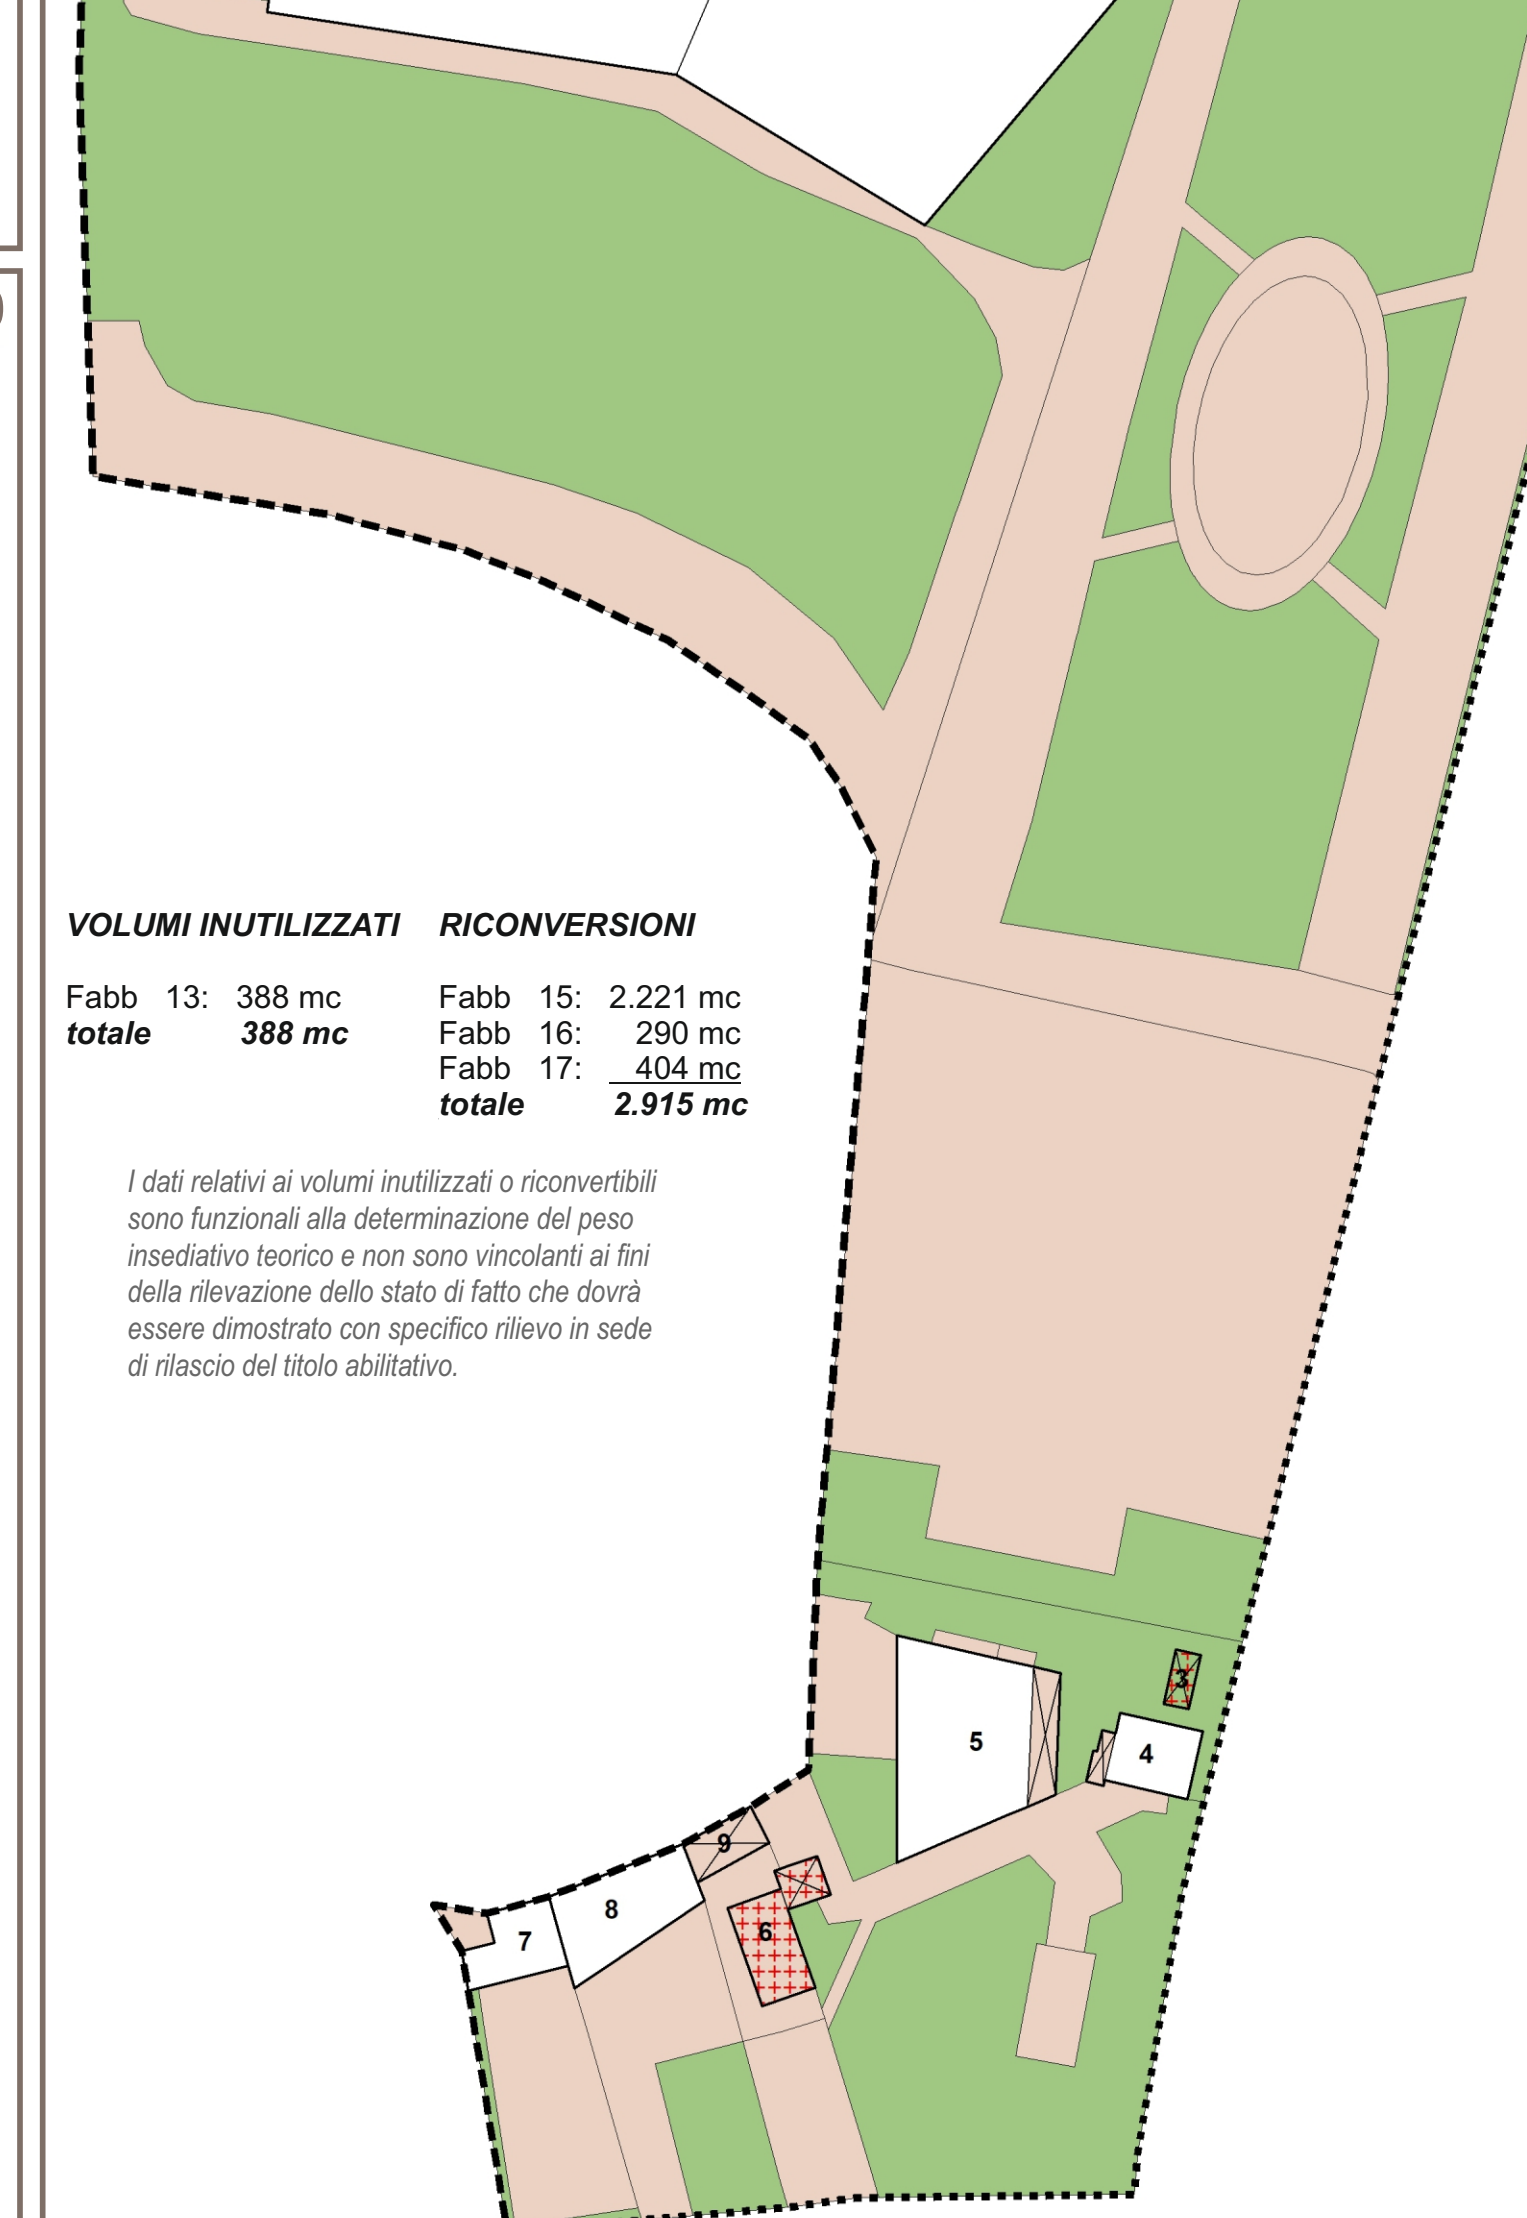 VOLUMI INUTILIZZATI
Fabb 13: 388 mc
totale 388 mc
RICONVERSIONI
Fabb 15: 2.221 mc
Fabb 16: 290 mc
Fabb 17: 404 mc
totale 2.915 mc
I dati relativi ai volumi inutilizzati o riconvertibili
sono funzionali alla determinazione del peso
insediativo teorico e non sono vincolanti ai fini
della rilevazione dello stato di fatto che dovrà
essere dimostrato con specifico rilievo in sede
di rilascio del titolo abilitativo.
3
5
4
9
8
6
7